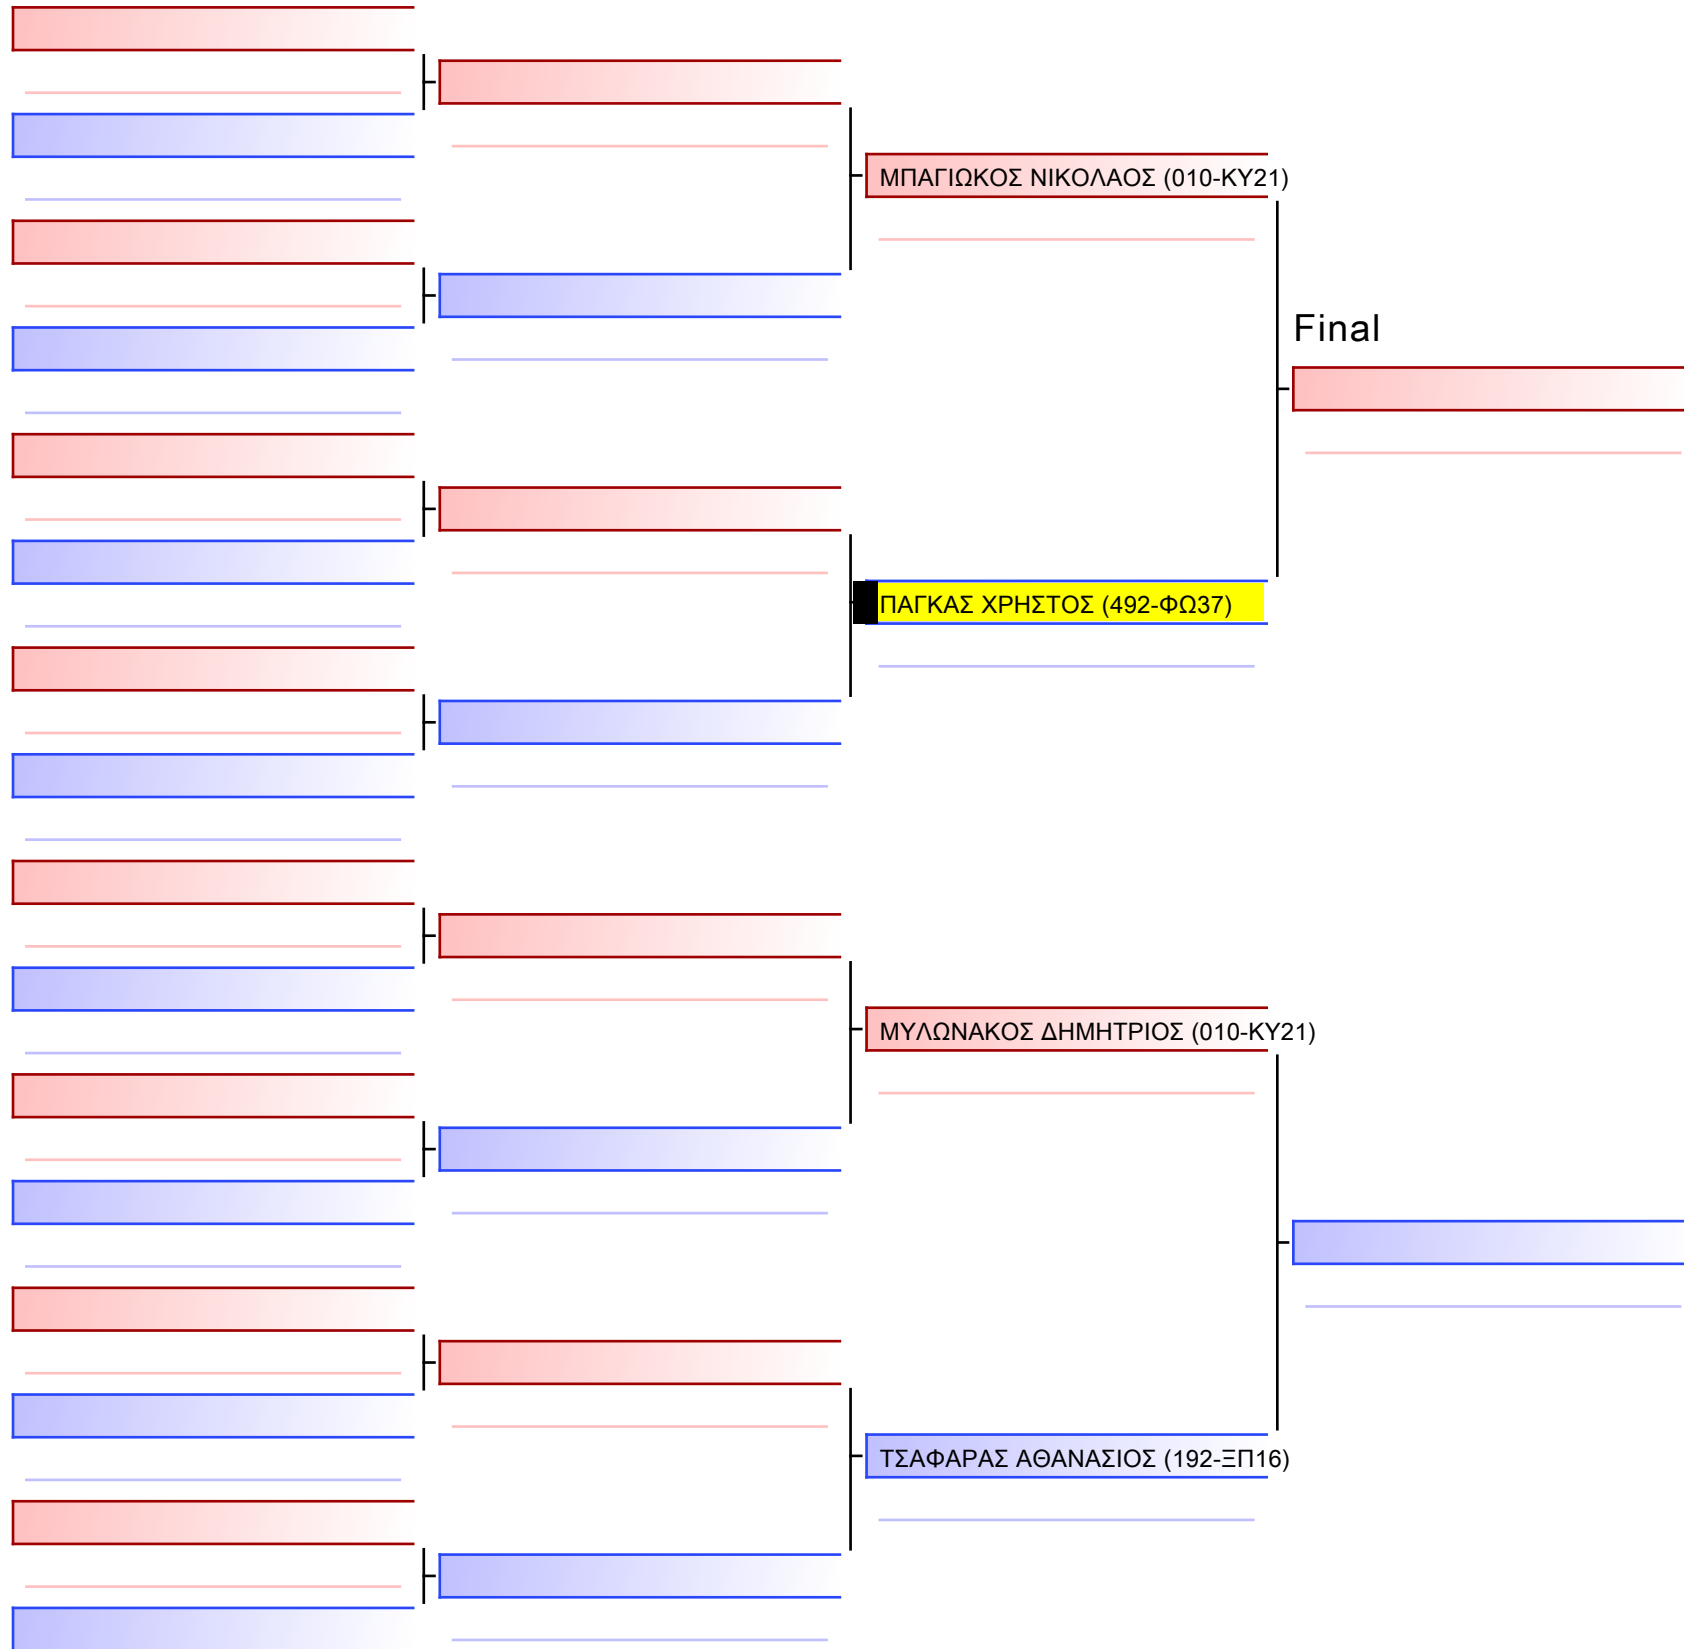 ΜΠΑΓΙΩΚΟΣ ΝΙΚΟΛΑΟΣ (010-ΚΥ21)
Final
ΠΑΓΚΑΣ ΧΡΗΣΤΟΣ (492-ΦΩ37)
ΜΥΛΩΝΑΚΟΣ ΔΗΜΗΤΡΙΟΣ (010-ΚΥ21)
ΤΣΑΦΑΡΑΣ ΑΘΑΝΑΣΙΟΣ (192-ΞΠ16)